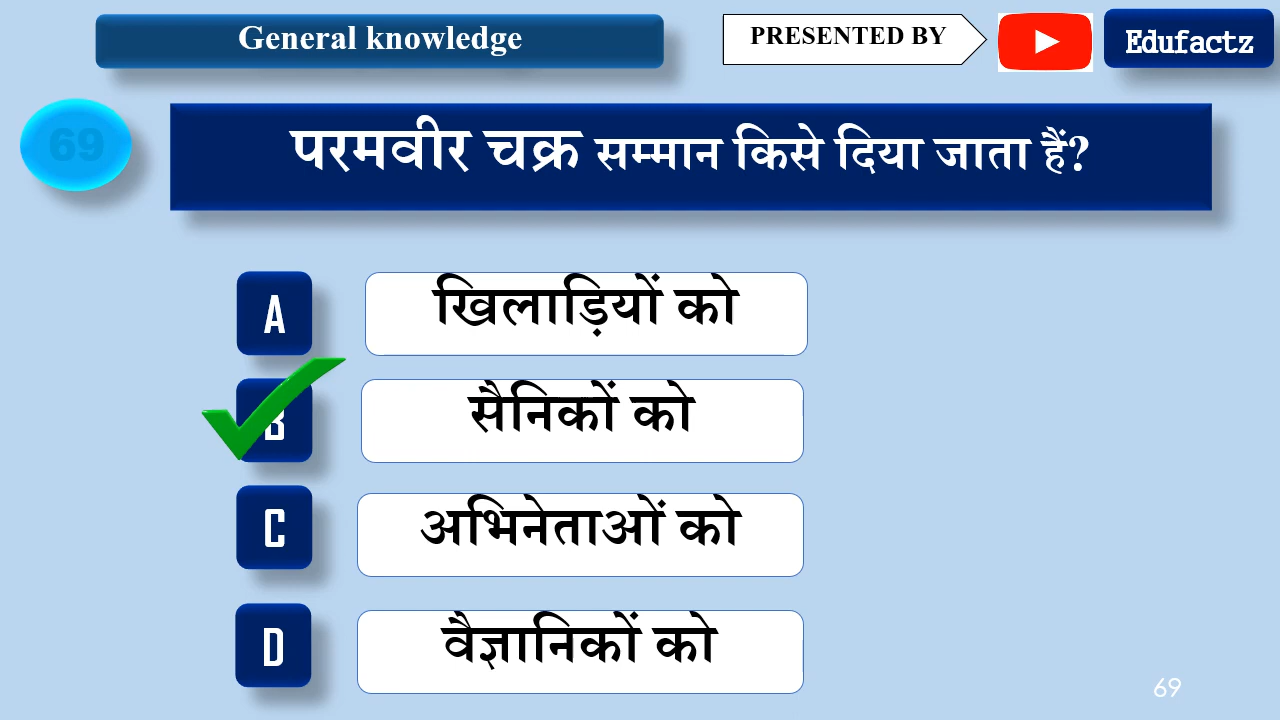 General knowledge
PRESENTED BY
Edufactz
69
परमवीर चक्र सम्मान किसे दिया जाता हैं?
A
खिलाड़ियों को
B
सैनिकों को
C
अभिनेताओं को
D
वैज्ञानिकों को
69